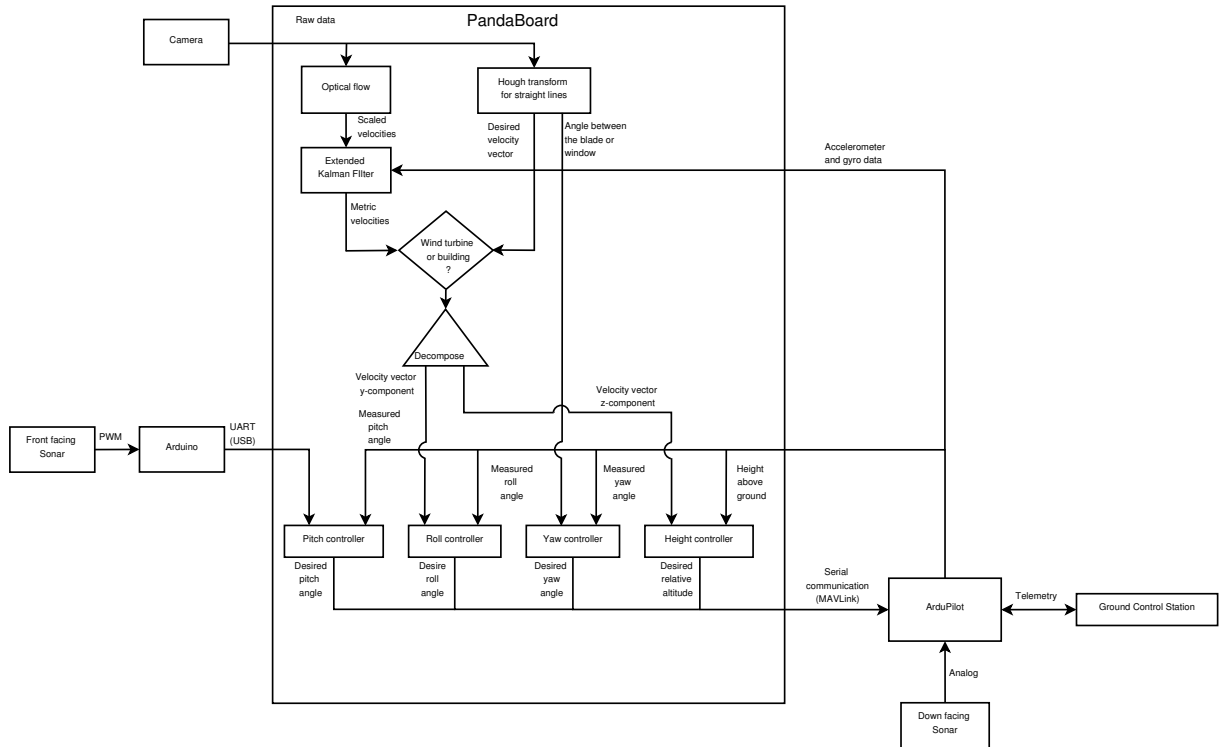 Raw data
PandaBoard
Camera
Optical flow
Hough transform
for straight lines
Scaled
velocities
Desired
velocity
vector
Angle between
the blade or
window
Accelerometer
and gyro data
Extended
Kalman FIlter
Metric
velocities
Wind turbine
or building
?
Decompose
Velocity vector
y-component
Velocity vector
z-component
Measured
pitch
angle
Front facing
Sonar
PWM
Arduino
UART
(USB)
Measured
roll
angle
Measured
yaw
angle
Height
above
ground
Pitch controller
Roll controller
Yaw controller
Height controller
Desired
pitch
angle
Desire
roll
angle
Desired
yaw
angle
Desired
relative
altitude
Serial
communication
(MAVLink)
ArduPilot
Telemetry
Ground Control Station
Analog
Down facing
Sonar